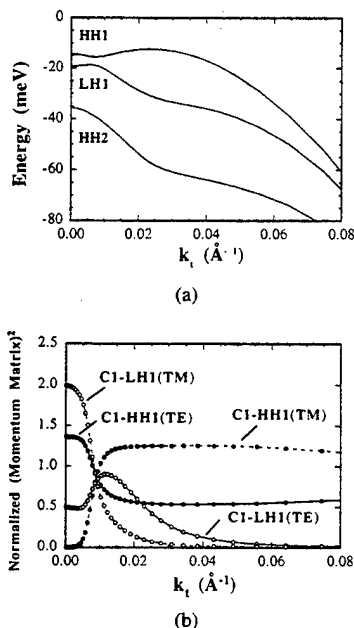 0
HH1
-20
LH1
HH2
-40
-60
-80
Energy (meV)
0.00 0.02 0.04 0.06 0.08
k_t (Å⁻¹)
(a)
2.5
2.0
1.5
1.0
0.5
0.0
Normalized (Momentum Matrix)²
C1-LH1(TM)
C1-HH1(TE)
C1-HH1(TM)
C1-LH1(TE)
0.00 0.02 0.04 0.06 0.08
k_t (Å⁻¹)
(b)